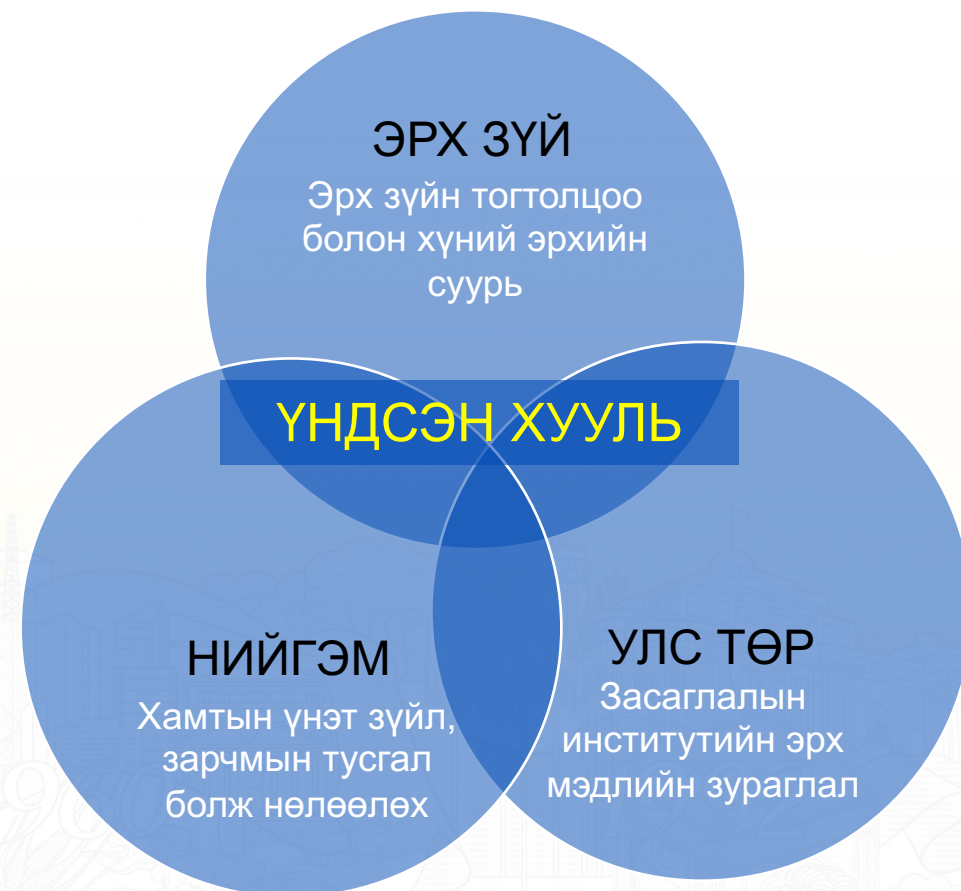 ЭРХ ЗҮЙ
Эрх зүйн тогтолцоо
болон хүний эрхийн
суурь
ҮНДСЭН ХУУЛЬ
НИЙГЭМ
Хамтын үнэт зүйл,
зарчмын тусгал
болж нөлөөлөх
УЛС ТӨР
Засаглалын
институтийн эрх
мэдлийн зураглал